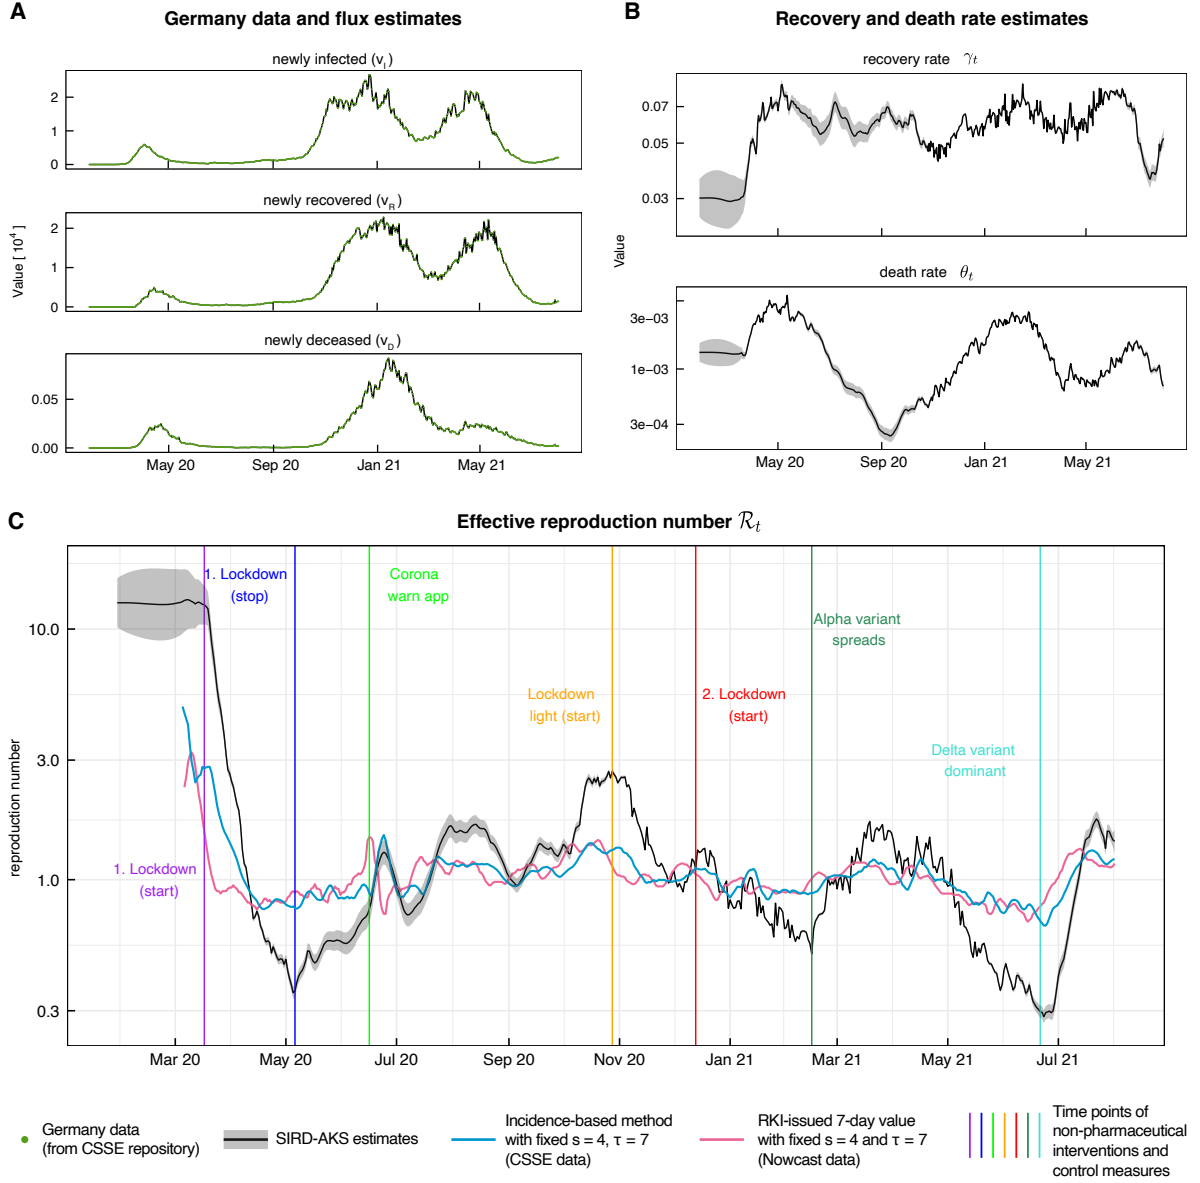 A
Germany data and flux estimates
newly infected (vI)
2
1
0
newly recovered (vR)
Value [ 10^4 ]
2
1
0
newly deceased (vD)
0.05
0.00
May 20
Sep 20
Jan 21
May 21
B
Recovery and death rate estimates
recovery rate γt
Value
0.07
0.05
0.03
death rate θt
3e−03
1e−03
3e−04
May 20
Sep 20
Jan 21
May 21
C
Effective reproduction number ℛt
reproduction number
10.0
3.0
1.0
0.3
1. Lockdown
(stop)
Corona
warn app
Alpha variant
spreads
Lockdown
light (start)
2. Lockdown
(start)
Delta variant
dominant
1. Lockdown
(start)
Mar 20
May 20
Jul 20
Sep 20
Nov 20
Jan 21
Mar 21
May 21
Jul 21
Germany data
(from CSSE repository)
SIRD-AKS estimates
Incidence-based method
with fixed s = 4, τ = 7
(CSSE data)
RKI-issued 7-day value
with fixed s = 4 and τ = 7
(Nowcast data)
Time points of
non-pharmaceutical
interventions and
control measures